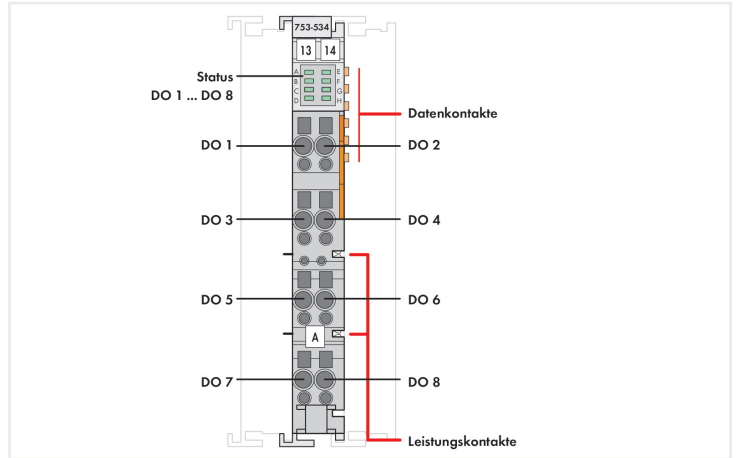 753-534
13 14
A E
B F
C G
D H
Status
DO 1 ... DO 8
Datenkontakte
DO 1 DO 2
DO 3 DO 4
DO 5 DO 6
A
DO 7 DO 8
Leistungskontakte